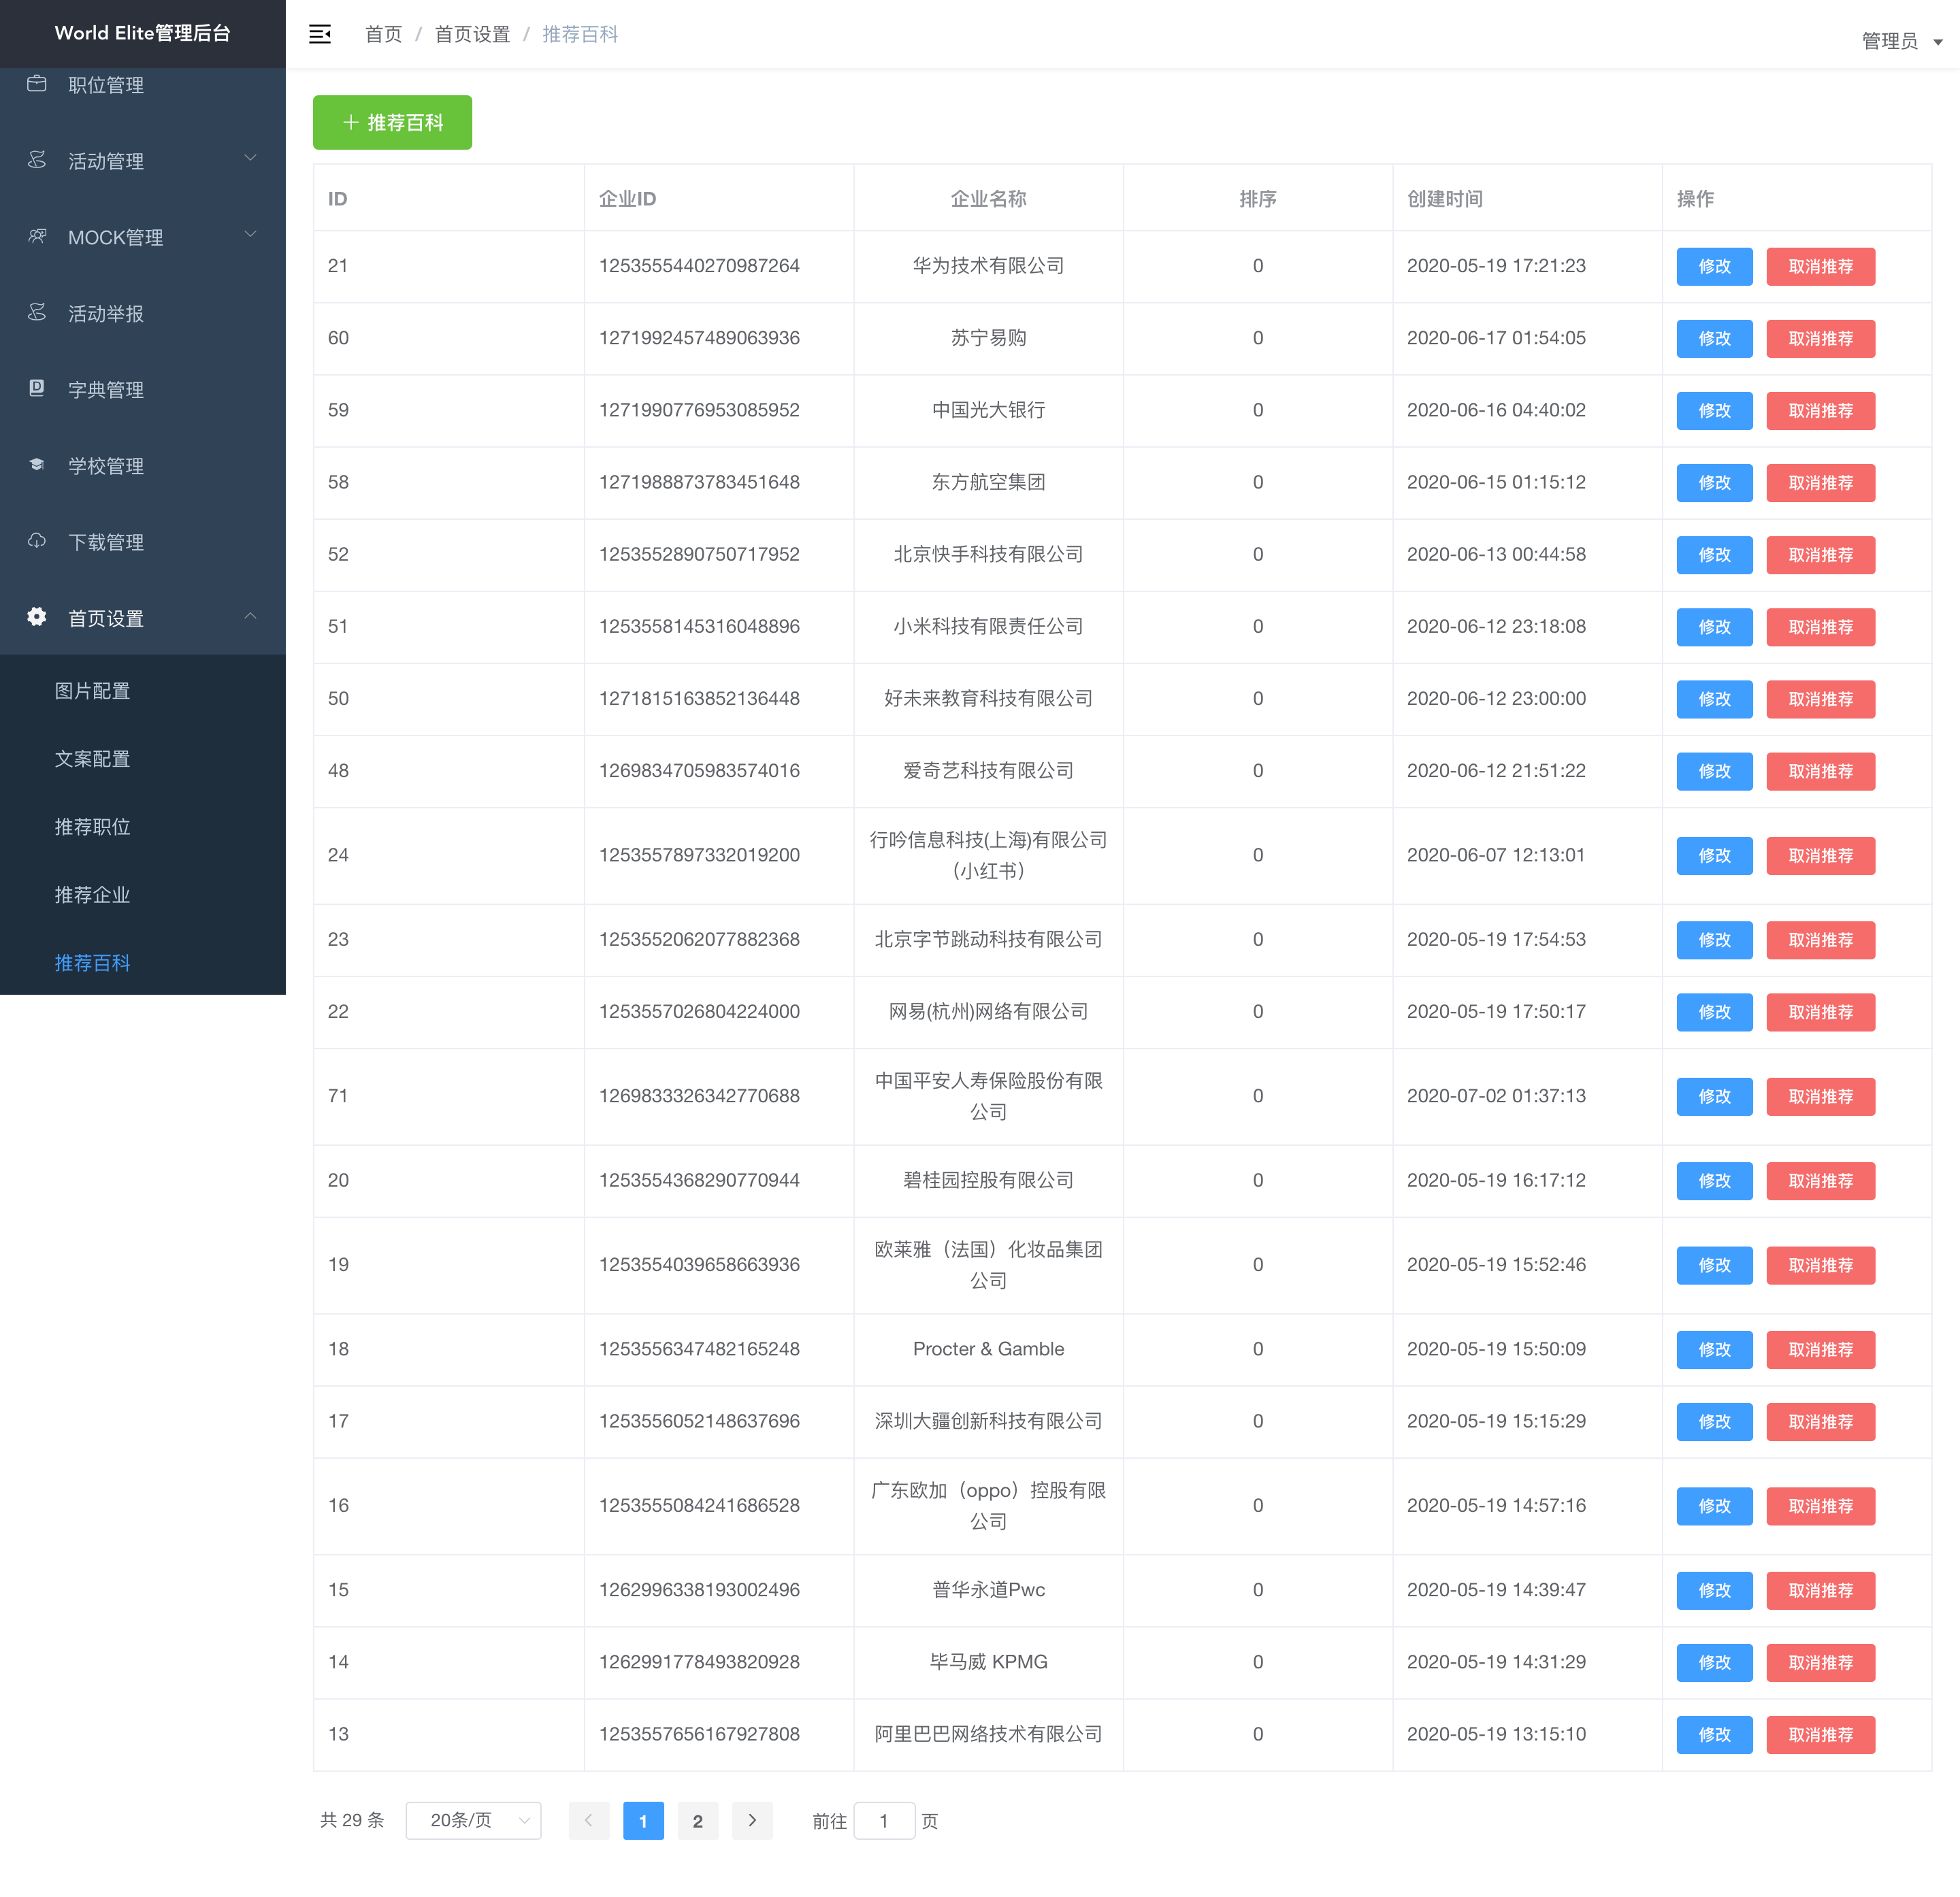 World Elite管理后台
首页 / 首页设置 / 推荐百科
管理员
职位管理
活动管理
MOCK管理
活动举报
字典管理
学校管理
下载管理
首页设置
图片配置
文案配置
推荐职位
推荐企业
推荐百科
推荐百科
ID 企业ID 企业名称 排序 创建时间 操作
21 1253555440270987264 华为技术有限公司 0 2020-05-19 17:21:23 修改 取消推荐
60 1271992457489063936 苏宁易购 0 2020-06-17 01:54:05 修改 取消推荐
59 1271990776953085952 中国光大银行 0 2020-06-16 04:40:02 修改 取消推荐
58 1271988873783451648 东方航空集团 0 2020-06-15 01:15:12 修改 取消推荐
52 1253552890750717952 北京快手科技有限公司 0 2020-06-13 00:44:58 修改 取消推荐
51 1253558145316048896 小米科技有限责任公司 0 2020-06-12 23:18:08 修改 取消推荐
50 1271815163852136448 好未来教育科技有限公司 0 2020-06-12 23:00:00 修改 取消推荐
48 1269834705983574016 爱奇艺科技有限公司 0 2020-06-12 21:51:22 修改 取消推荐
24 1253557897332019200 行吟信息科技(上海)有限公司
（小红书） 0 2020-06-07 12:13:01 修改 取消推荐
23 1253552062077882368 北京字节跳动科技有限公司 0 2020-05-19 17:54:53 修改 取消推荐
22 1253557026804224000 网易(杭州)网络有限公司 0 2020-05-19 17:50:17 修改 取消推荐
71 1269833326342770688 中国平安人寿保险股份有限
公司 0 2020-07-02 01:37:13 修改 取消推荐
20 1253554368290770944 碧桂园控股有限公司 0 2020-05-19 16:17:12 修改 取消推荐
19 1253554039658663936 欧莱雅（法国）化妆品集团
公司 0 2020-05-19 15:52:46 修改 取消推荐
18 1253556347482165248 Procter & Gamble 0 2020-05-19 15:50:09 修改 取消推荐
17 1253556052148637696 深圳大疆创新科技有限公司 0 2020-05-19 15:15:29 修改 取消推荐
16 1253555084241686528 广东欧加（oppo）控股有限
公司 0 2020-05-19 14:57:16 修改 取消推荐
15 1262996338193002496 普华永道Pwc 0 2020-05-19 14:39:47 修改 取消推荐
14 1262991778493820928 毕马威 KPMG 0 2020-05-19 14:31:29 修改 取消推荐
13 1253557656167927808 阿里巴巴网络技术有限公司 0 2020-05-19 13:15:10 修改 取消推荐
共 29 条 20条/页 1 2 前往 1 页